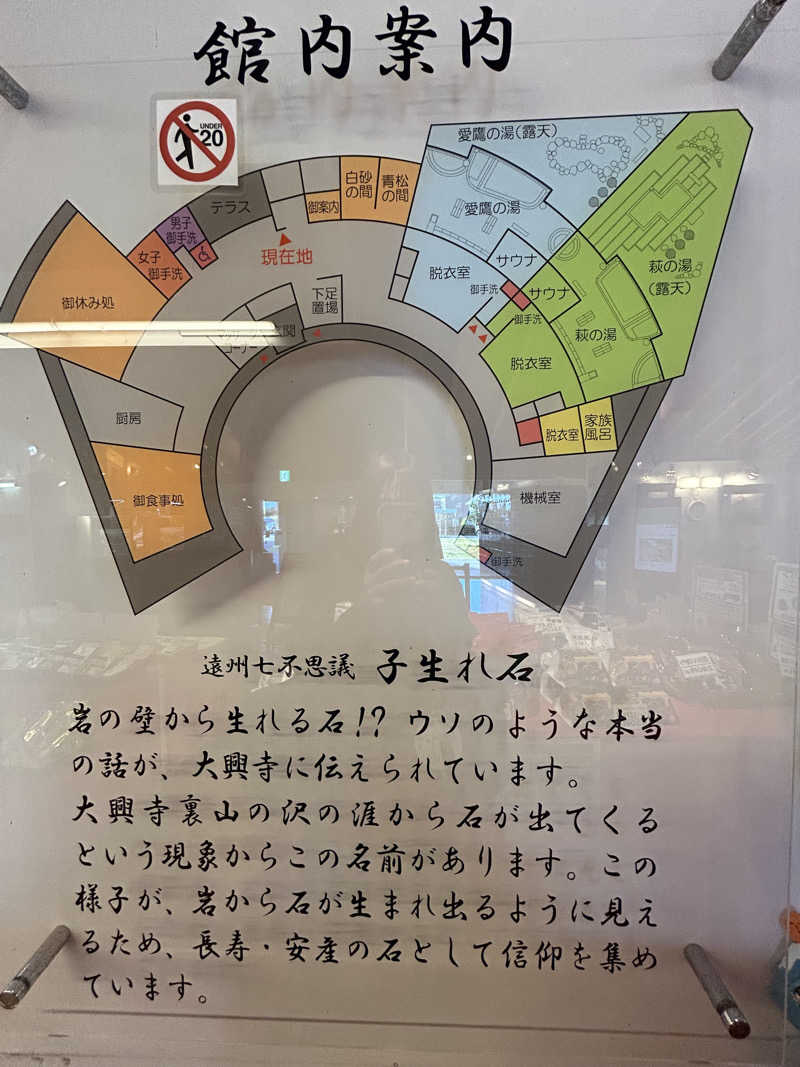 館内案内
UNDER
20
愛鷹の湯(露天)
白砂
の間
青松
の間
御案内
テラス
男子
御手洗
女子
御手洗
現在地
愛鷹の湯
サウナ
脱衣室
御手洗
サウナ
萩の湯
(露天)
御休み処
下足
置場
玄関
コーナー
御手洗
萩の湯
脱衣室
厨房
家族
風呂
脱衣室
御食事処
機械室
御手洗
遠州七不思議 子生れ石
岩の壁から生れる石!? ウソのような本当
の話が、大興寺に伝えられています。
大興寺裏山の沢の涯から石が出てくる
という現象からこの名前があります。この
様子が、岩から石が生まれ出るように見え
るため、長寿・安産の石として信仰を集め
ています。